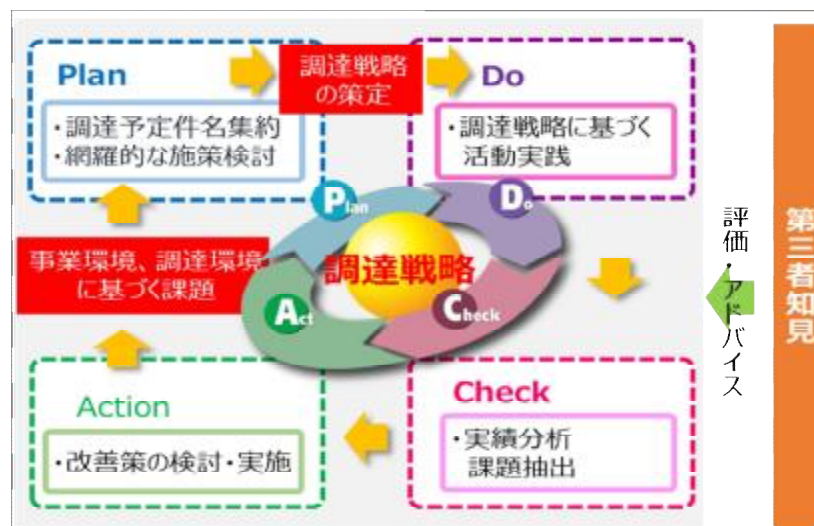 Plan
・調達予定件名集約
・網羅的な施策検討
調達戦略
の策定
Do
・調達戦略に基づく
活動実践
Plan
Do
調達戦略
Act
Check
事業環境、調達環境
に基づく課題
Action
・改善策の検討・実施
Check
・実績分析
課題抽出
評価・アドバイス
第三者知見